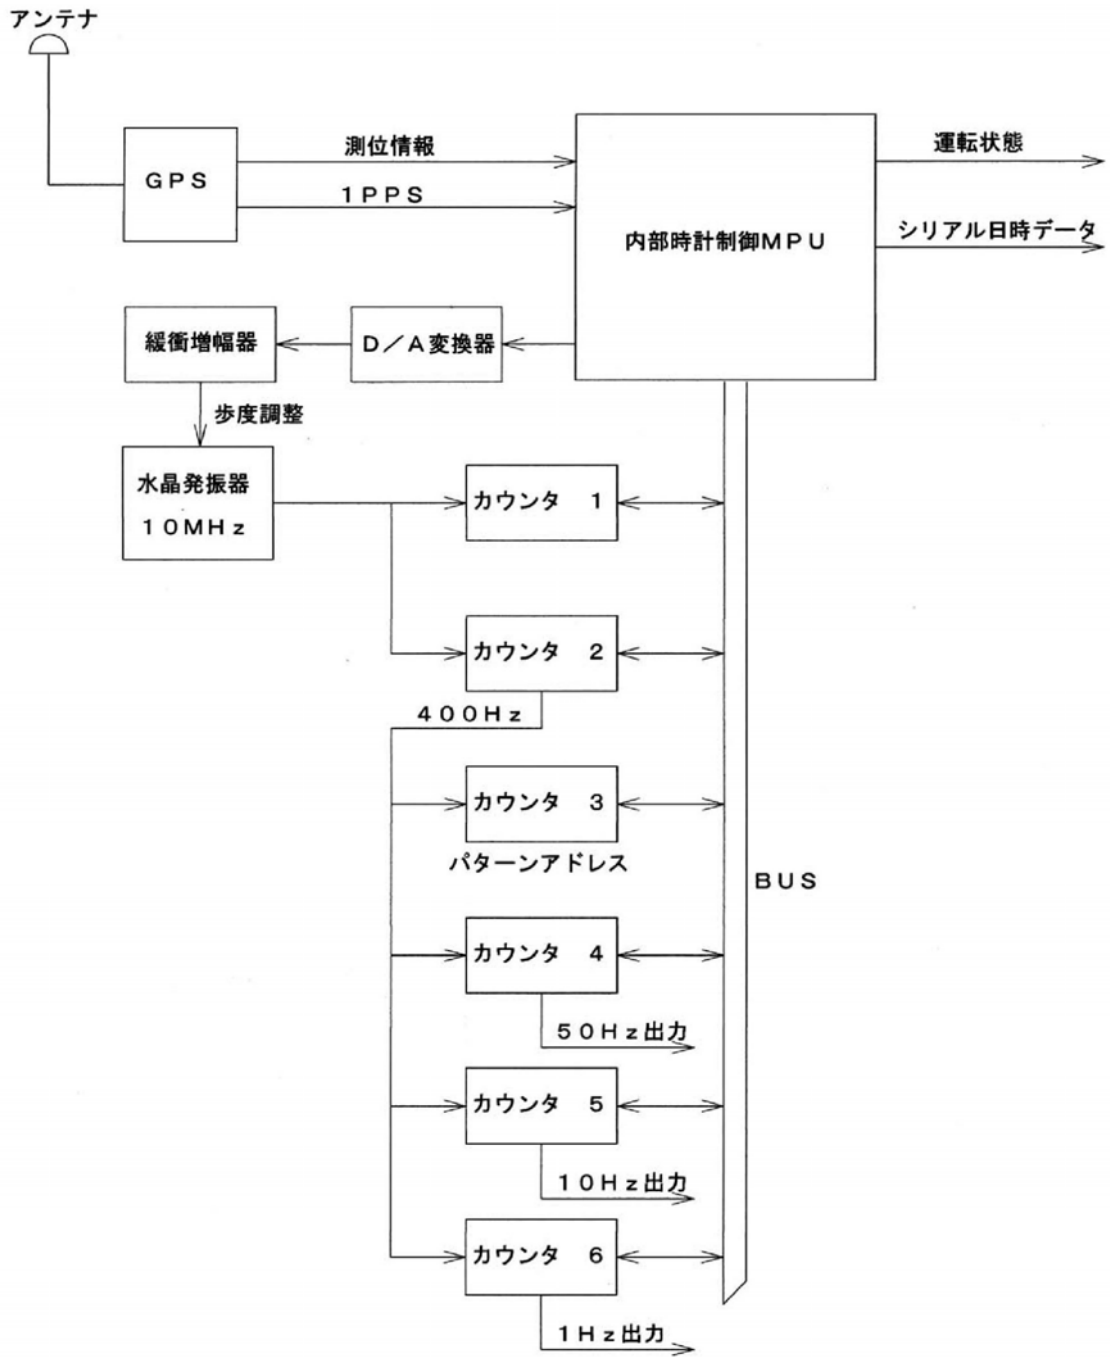 アンテナ
GPS
測位情報
1PPS
内部時計制御MPU
運転状態
シリアル日時データ
緩衝増幅器
D/A変換器
歩度調整
水晶発振器
10MHz
カウンタ 1
カウンタ 2
400Hz
カウンタ 3
パターンアドレス
BUS
カウンタ 4
50Hz出力
カウンタ 5
10Hz出力
カウンタ 6
1Hz出力